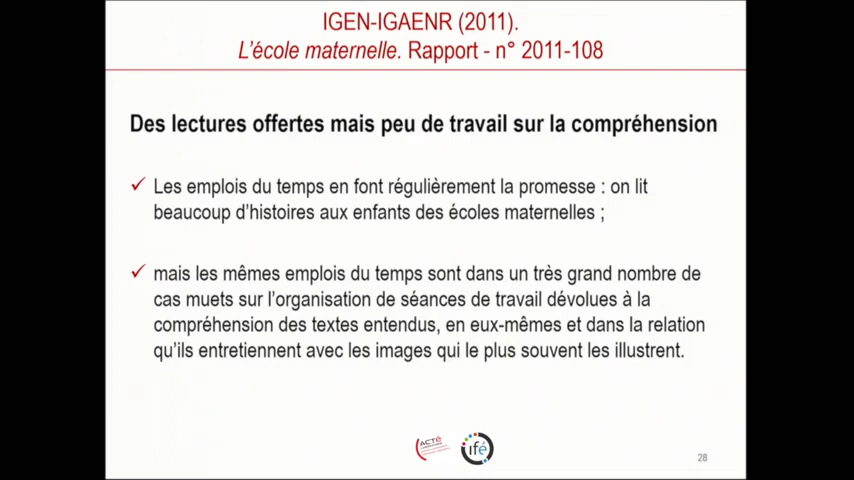 IGEN-IGAENR (2011).
L'école maternelle. Rapport - n° 2011-108
Des lectures offertes mais peu de travail sur la compréhension
Les emplois du temps en font régulièrement la promesse : on lit
beaucoup d'histoires aux enfants des écoles maternelles ;
mais les mêmes emplois du temps sont dans un très grand nombre de
cas muets sur l'organisation de séances de travail dévolues à la
compréhension des textes entendus, en eux-mêmes et dans la relation
qu'ils entretiennent avec les images qui le plus souvent les illustrent.
ACTé
ifé
28